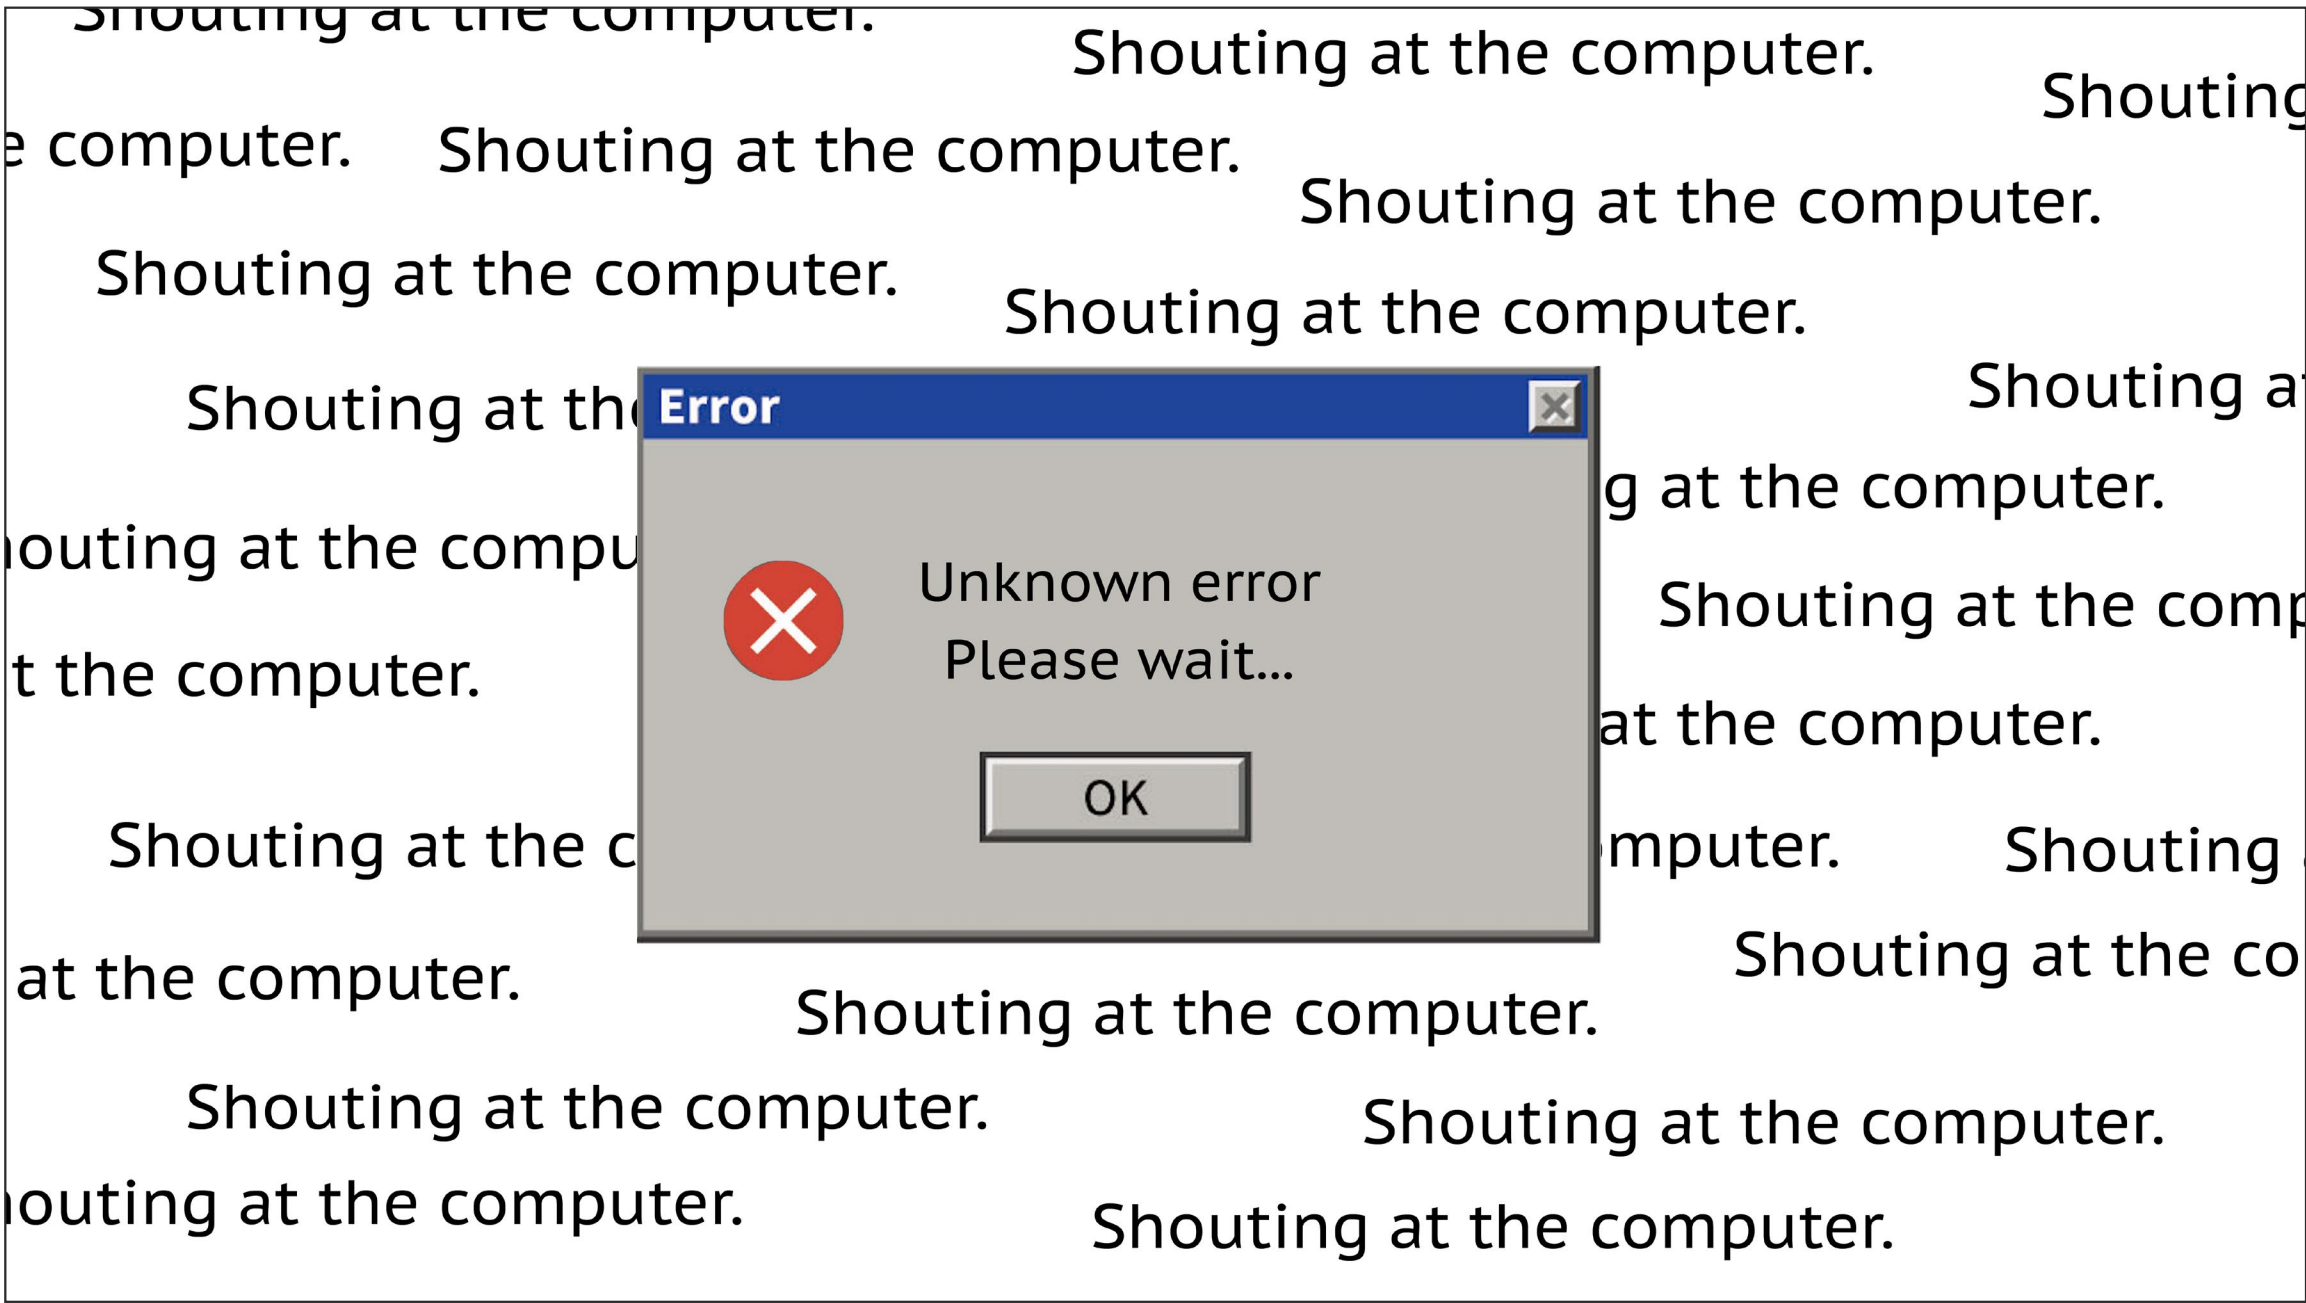 Shouting at the computer.
Shouting at the computer.
Shouting
e computer.
Shouting at the computer.
Shouting at the computer.
Shouting at the computer.
Shouting at the computer.
Shouting at the
Error
Shouting at
g at the computer.
outing at the compu
Unknown error
Please wait...
Shouting at the comp
t the computer.
at the computer.
OK
Shouting at the c
mputer.
Shouting
at the computer.
Shouting at the co
Shouting at the computer.
Shouting at the computer.
Shouting at the computer.
outing at the computer.
Shouting at the computer.